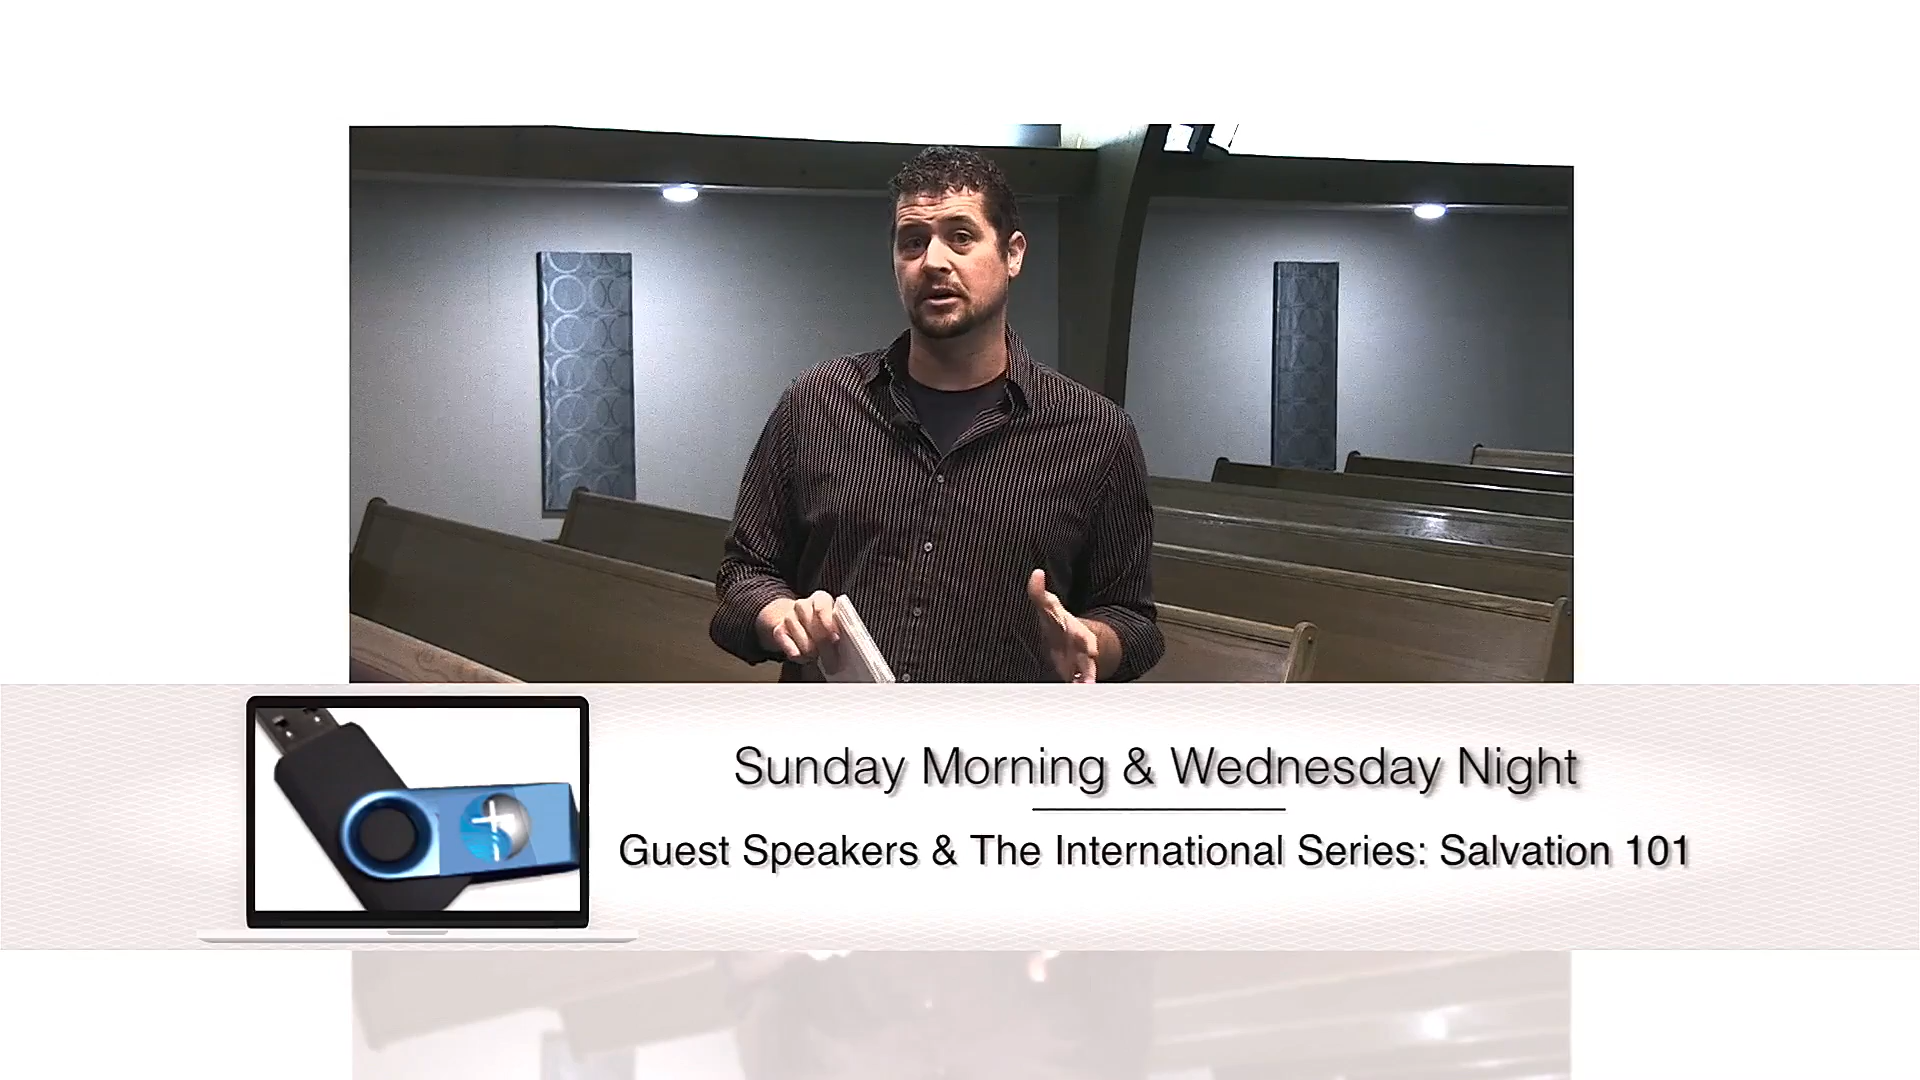 Sunday Morning & Wednesday Night
Guest Speakers & The International Series: Salvation 101